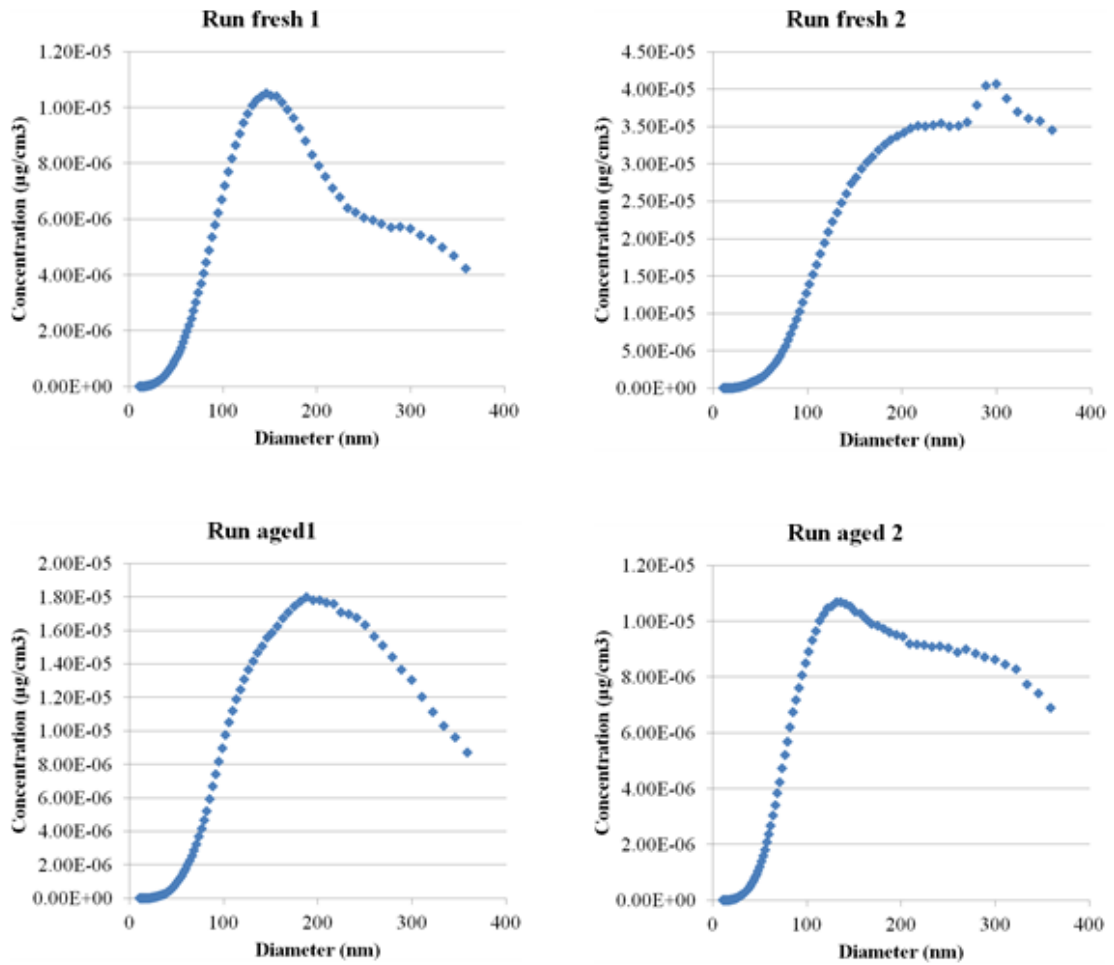 Run fresh 1
1.20E-05
1.00E-05
8.00E-06
6.00E-06
4.00E-06
2.00E-06
0.00E+00
0 100 200 300 400
Concentration (µg/cm3)
Diameter (nm)
Run fresh 2
4.50E-05
4.00E-05
3.50E-05
3.00E-05
2.50E-05
2.00E-05
1.50E-05
1.00E-05
5.00E-06
0.00E+00
0 100 200 300 400
Concentration (µg/cm3)
Diameter (nm)
Run aged1
2.00E-05
1.80E-05
1.60E-05
1.40E-05
1.20E-05
1.00E-05
8.00E-06
6.00E-06
4.00E-06
2.00E-06
0.00E+00
0 100 200 300 400
Concentration (µg/cm3)
Diameter (nm)
Run aged 2
1.20E-05
1.00E-05
8.00E-06
6.00E-06
4.00E-06
2.00E-06
0.00E+00
0 100 200 300 400
Concentration (µg/cm3)
Diameter (nm)